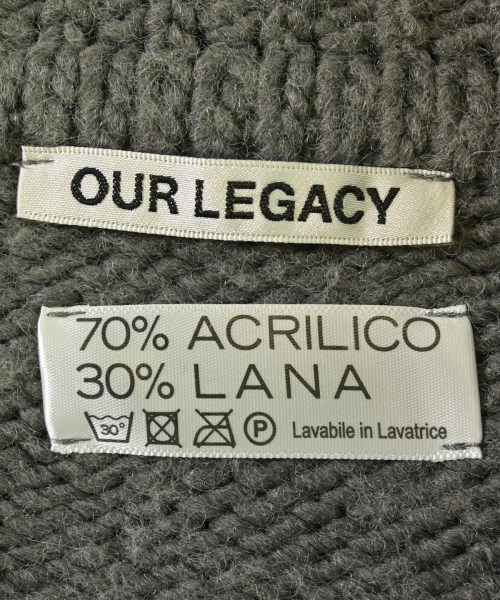 OUR LEGACY
70% ACRILICO
30% LANA
30° P Lavabile in Lavatrice